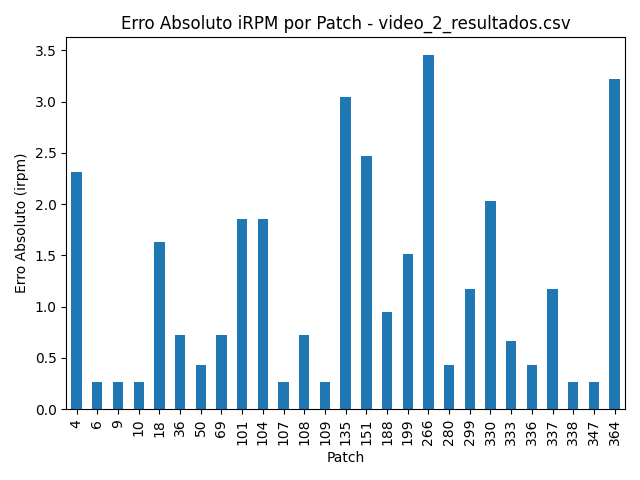 Erro Absoluto iRPM por Patch - video_2_resultados.csv
Erro Absoluto (irpm)
3.5
3.0
2.5
2.0
1.5
1.0
0.5
0.0
4 6 9 10 18 36 50 69 101 104 107 108 109 135 151 188 199 266 280 299 330 333 336 337 338 347 364
Patch